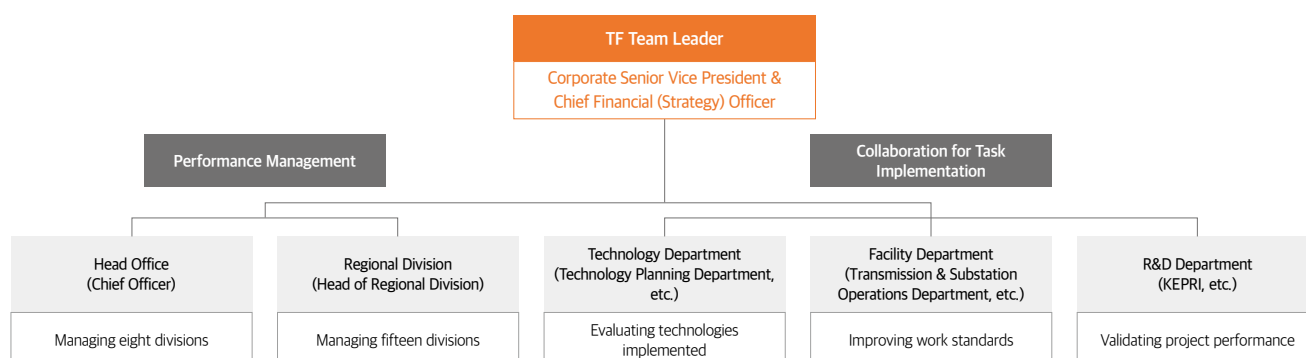 TF Team Leader
Corporate Senior Vice President &
Chief Financial (Strategy) Officer
Performance Management
Collaboration for Task
Implementation
Head Office
(Chief Officer)
Managing eight divisions
Regional Division
(Head of Regional Division)
Managing fifteen divisions
Technology Department
(Technology Planning Department,
etc.)
Evaluating technologies
implemented
Facility Department
(Transmission & Substation
Operations Department, etc.)
Improving work standards
R&D Department
(KEPRI, etc.)
Validating project performance